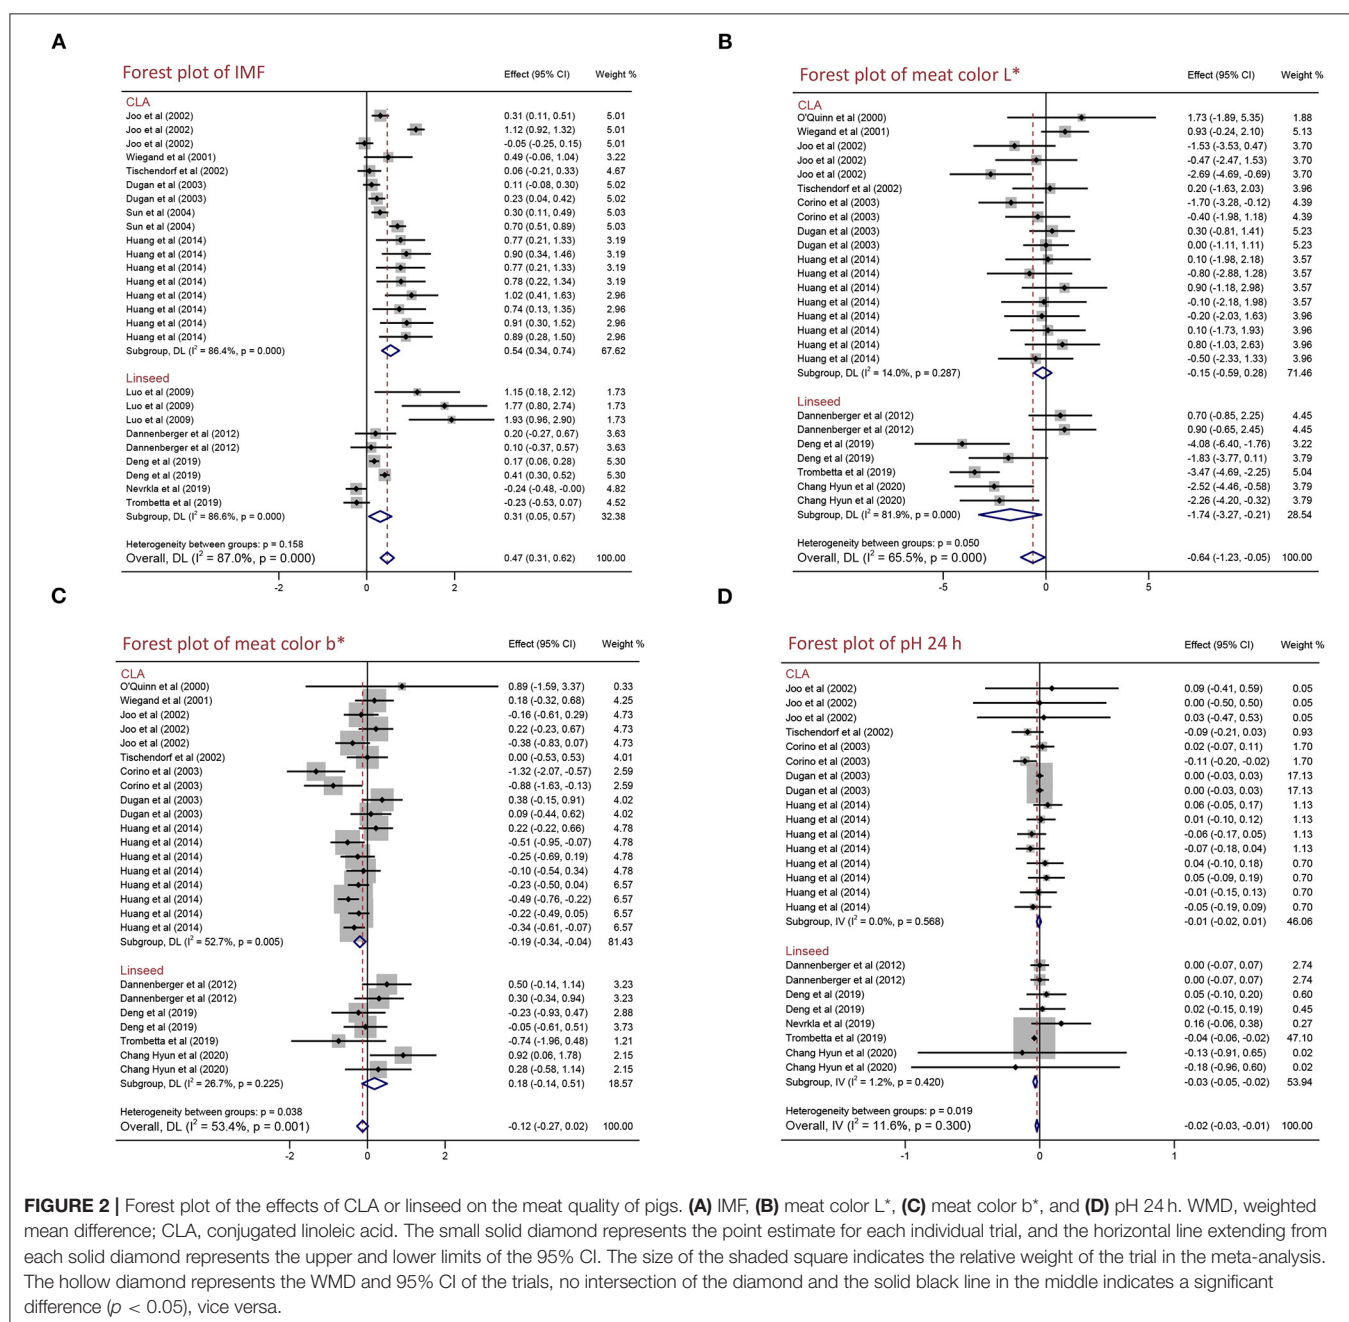 A
Forest plot of IMF
Effect (95% CI) Weight %
CLA
Joo et al (2002) 0.31 (0.11, 0.51) 5.01
Joo et al (2002) 1.12 (0.92, 1.32) 5.01
Joo et al (2002) -0.05 (-0.25, 0.15) 5.01
Wiegand et al (2001) 0.49 (-0.06, 1.04) 3.22
Tischendorf et al (2002) 0.06 (-0.21, 0.33) 4.67
Dugan et al (2003) 0.11 (-0.08, 0.30) 5.02
Dugan et al (2003) 0.23 (0.04, 0.42) 5.02
Sun et al (2004) 0.30 (0.11, 0.49) 5.03
Sun et al (2004) 0.70 (0.51, 0.89) 5.03
Huang et al (2014) 0.77 (0.21, 1.33) 3.19
Huang et al (2014) 0.90 (0.34, 1.46) 3.19
Huang et al (2014) 0.77 (0.21, 1.33) 3.19
Huang et al (2014) 0.78 (0.22, 1.34) 3.19
Huang et al (2014) 1.02 (0.41, 1.63) 2.96
Huang et al (2014) 0.74 (0.13, 1.35) 2.96
Huang et al (2014) 0.91 (0.30, 1.52) 2.96
Huang et al (2014) 0.89 (0.28, 1.50) 2.96
Subgroup, DL (I² = 86.4%, p = 0.000) 0.54 (0.34, 0.74) 67.62
Linseed
Luo et al (2009) 1.15 (0.18, 2.12) 1.73
Luo et al (2009) 1.77 (0.80, 2.74) 1.73
Luo et al (2009) 1.93 (0.96, 2.90) 1.73
Dannenberger et al (2012) 0.20 (-0.27, 0.67) 3.63
Dannenberger et al (2012) 0.10 (-0.37, 0.57) 3.63
Deng et al (2019) 0.17 (0.06, 0.28) 5.30
Deng et al (2019) 0.41 (0.30, 0.52) 5.30
Nevrkla et al (2019) -0.24 (-0.48, -0.00) 4.82
Trombetta et al (2019) -0.23 (-0.53, 0.07) 4.52
Subgroup, DL (I² = 86.6%, p = 0.000) 0.31 (0.05, 0.57) 32.38
Heterogeneity between groups: p = 0.158
Overall, DL (I² = 87.0%, p = 0.000) 0.47 (0.31, 0.62) 100.00
-2 0 2
B
Forest plot of meat color L*
Effect (95% CI) Weight %
CLA
O'Quinn et al (2000) 1.73 (-1.89, 5.35) 1.88
Wiegand et al (2001) 0.93 (-0.24, 2.10) 5.13
Joo et al (2002) -1.53 (-3.53, 0.47) 3.70
Joo et al (2002) -0.47 (-2.47, 1.53) 3.70
Joo et al (2002) -2.69 (-4.69, -0.69) 3.70
Tischendorf et al (2002) 0.20 (-1.63, 2.03) 3.96
Corino et al (2003) -1.70 (-3.28, -0.12) 4.39
Corino et al (2003) -0.40 (-1.98, 1.18) 4.39
Dugan et al (2003) 0.30 (-0.81, 1.41) 5.23
Dugan et al (2003) 0.00 (-1.11, 1.11) 5.23
Huang et al (2014) 0.10 (-1.98, 2.18) 3.57
Huang et al (2014) -0.80 (-2.88, 1.28) 3.57
Huang et al (2014) 0.90 (-1.18, 2.98) 3.57
Huang et al (2014) -0.10 (-2.18, 1.98) 3.57
Huang et al (2014) -0.20 (-2.03, 1.63) 3.96
Huang et al (2014) 0.10 (-1.73, 1.93) 3.96
Huang et al (2014) 0.80 (-1.03, 2.63) 3.96
Huang et al (2014) -0.50 (-2.33, 1.33) 3.96
Subgroup, DL (I² = 14.0%, p = 0.287) -0.15 (-0.59, 0.28) 71.46
Linseed
Dannenberger et al (2012) 0.70 (-0.85, 2.25) 4.45
Dannenberger et al (2012) 0.90 (-0.65, 2.45) 4.45
Deng et al (2019) -4.08 (-6.40, -1.76) 3.22
Deng et al (2019) -1.83 (-3.77, 0.11) 3.79
Trombetta et al (2019) -3.47 (-4.69, -2.25) 5.04
Chang Hyun et al (2020) -2.52 (-4.46, -0.58) 3.79
Chang Hyun et al (2020) -2.26 (-4.20, -0.32) 3.79
Subgroup, DL (I² = 81.9%, p = 0.000) -1.74 (-3.27, -0.21) 28.54
Heterogeneity between groups: p = 0.050
Overall, DL (I² = 65.5%, p = 0.000) -0.64 (-1.23, -0.05) 100.00
-5 0 5
C
Forest plot of meat color b*
Effect (95% CI) Weight %
CLA
O'Quinn et al (2000) 0.89 (-1.59, 3.37) 0.33
Wiegand et al (2001) 0.18 (-0.32, 0.68) 4.25
Joo et al (2002) -0.16 (-0.61, 0.29) 4.73
Joo et al (2002) 0.22 (-0.23, 0.67) 4.73
Joo et al (2002) -0.38 (-0.83, 0.07) 4.73
Tischendorf et al (2002) 0.00 (-0.53, 0.53) 4.01
Corino et al (2003) -1.32 (-2.07, -0.57) 2.59
Corino et al (2003) -0.88 (-1.63, -0.13) 2.59
Dugan et al (2003) 0.38 (-0.15, 0.91) 4.02
Dugan et al (2003) 0.09 (-0.44, 0.62) 4.02
Huang et al (2014) 0.22 (-0.22, 0.66) 4.78
Huang et al (2014) -0.51 (-0.95, -0.07) 4.78
Huang et al (2014) -0.25 (-0.69, 0.19) 4.78
Huang et al (2014) -0.10 (-0.54, 0.34) 4.78
Huang et al (2014) -0.23 (-0.50, 0.04) 6.57
Huang et al (2014) -0.49 (-0.76, -0.22) 6.57
Huang et al (2014) -0.22 (-0.49, 0.05) 6.57
Huang et al (2014) -0.34 (-0.61, -0.07) 6.57
Subgroup, DL (I² = 52.7%, p = 0.005) -0.19 (-0.34, -0.04) 81.43
Linseed
Dannenberger et al (2012) 0.50 (-0.14, 1.14) 3.23
Dannenberger et al (2012) 0.30 (-0.34, 0.94) 3.23
Deng et al (2019) -0.23 (-0.93, 0.47) 2.88
Deng et al (2019) -0.05 (-0.61, 0.51) 3.73
Trombetta et al (2019) -0.74 (-1.96, 0.48) 1.21
Chang Hyun et al (2020) 0.92 (0.06, 1.78) 2.15
Chang Hyun et al (2020) 0.28 (-0.58, 1.14) 2.15
Subgroup, DL (I² = 26.7%, p = 0.225) 0.18 (-0.14, 0.51) 18.57
Heterogeneity between groups: p = 0.038
Overall, DL (I² = 53.4%, p = 0.001) -0.12 (-0.27, 0.02) 100.00
-2 0 2
D
Forest plot of pH 24 h
Effect (95% CI) Weight %
CLA
Joo et al (2002) 0.09 (-0.41, 0.59) 0.05
Joo et al (2002) 0.00 (-0.50, 0.50) 0.05
Joo et al (2002) 0.03 (-0.47, 0.53) 0.05
Tischendorf et al (2002) -0.09 (-0.21, 0.03) 0.93
Corino et al (2003) 0.02 (-0.07, 0.11) 1.70
Corino et al (2003) -0.11 (-0.20, -0.02) 1.70
Dugan et al (2003) 0.00 (-0.03, 0.03) 17.13
Dugan et al (2003) 0.00 (-0.03, 0.03) 17.13
Huang et al (2014) 0.06 (-0.05, 0.17) 1.13
Huang et al (2014) 0.01 (-0.10, 0.12) 1.13
Huang et al (2014) -0.06 (-0.17, 0.05) 1.13
Huang et al (2014) -0.07 (-0.18, 0.04) 1.13
Huang et al (2014) 0.04 (-0.10, 0.18) 0.70
Huang et al (2014) 0.05 (-0.09, 0.19) 0.70
Huang et al (2014) -0.01 (-0.15, 0.13) 0.70
Huang et al (2014) -0.05 (-0.19, 0.09) 0.70
Subgroup, IV (I² = 0.0%, p = 0.568) -0.01 (-0.02, 0.01) 46.06
Linseed
Dannenberger et al (2012) 0.00 (-0.07, 0.07) 2.74
Dannenberger et al (2012) 0.00 (-0.07, 0.07) 2.74
Deng et al (2019) 0.05 (-0.10, 0.20) 0.60
Deng et al (2019) 0.02 (-0.15, 0.19) 0.45
Nevrkla et al (2019) 0.16 (-0.06, 0.38) 0.27
Trombetta et al (2019) -0.04 (-0.06, -0.02) 47.10
Chang Hyun et al (2020) -0.13 (-0.91, 0.65) 0.02
Chang Hyun et al (2020) -0.18 (-0.96, 0.60) 0.02
Subgroup, IV (I² = 1.2%, p = 0.420) -0.03 (-0.05, -0.02) 53.94
Heterogeneity between groups: p = 0.019
Overall, IV (I² = 11.6%, p = 0.300) -0.02 (-0.03, -0.01) 100.00
-1 0 1
FIGURE 2 | Forest plot of the effects of CLA or linseed on the meat quality of pigs. (A) IMF, (B) meat color L*, (C) meat color b*, and (D) pH 24 h. WMD, weighted
mean difference; CLA, conjugated linoleic acid. The small solid diamond represents the point estimate for each individual trial, and the horizontal line extending from
each solid diamond represents the upper and lower limits of the 95% CI. The size of the shaded square indicates the relative weight of the trial in the meta-analysis.
The hollow diamond represents the WMD and 95% CI of the trials, no intersection of the diamond and the solid black line in the middle indicates a significant
difference (p < 0.05), vice versa.